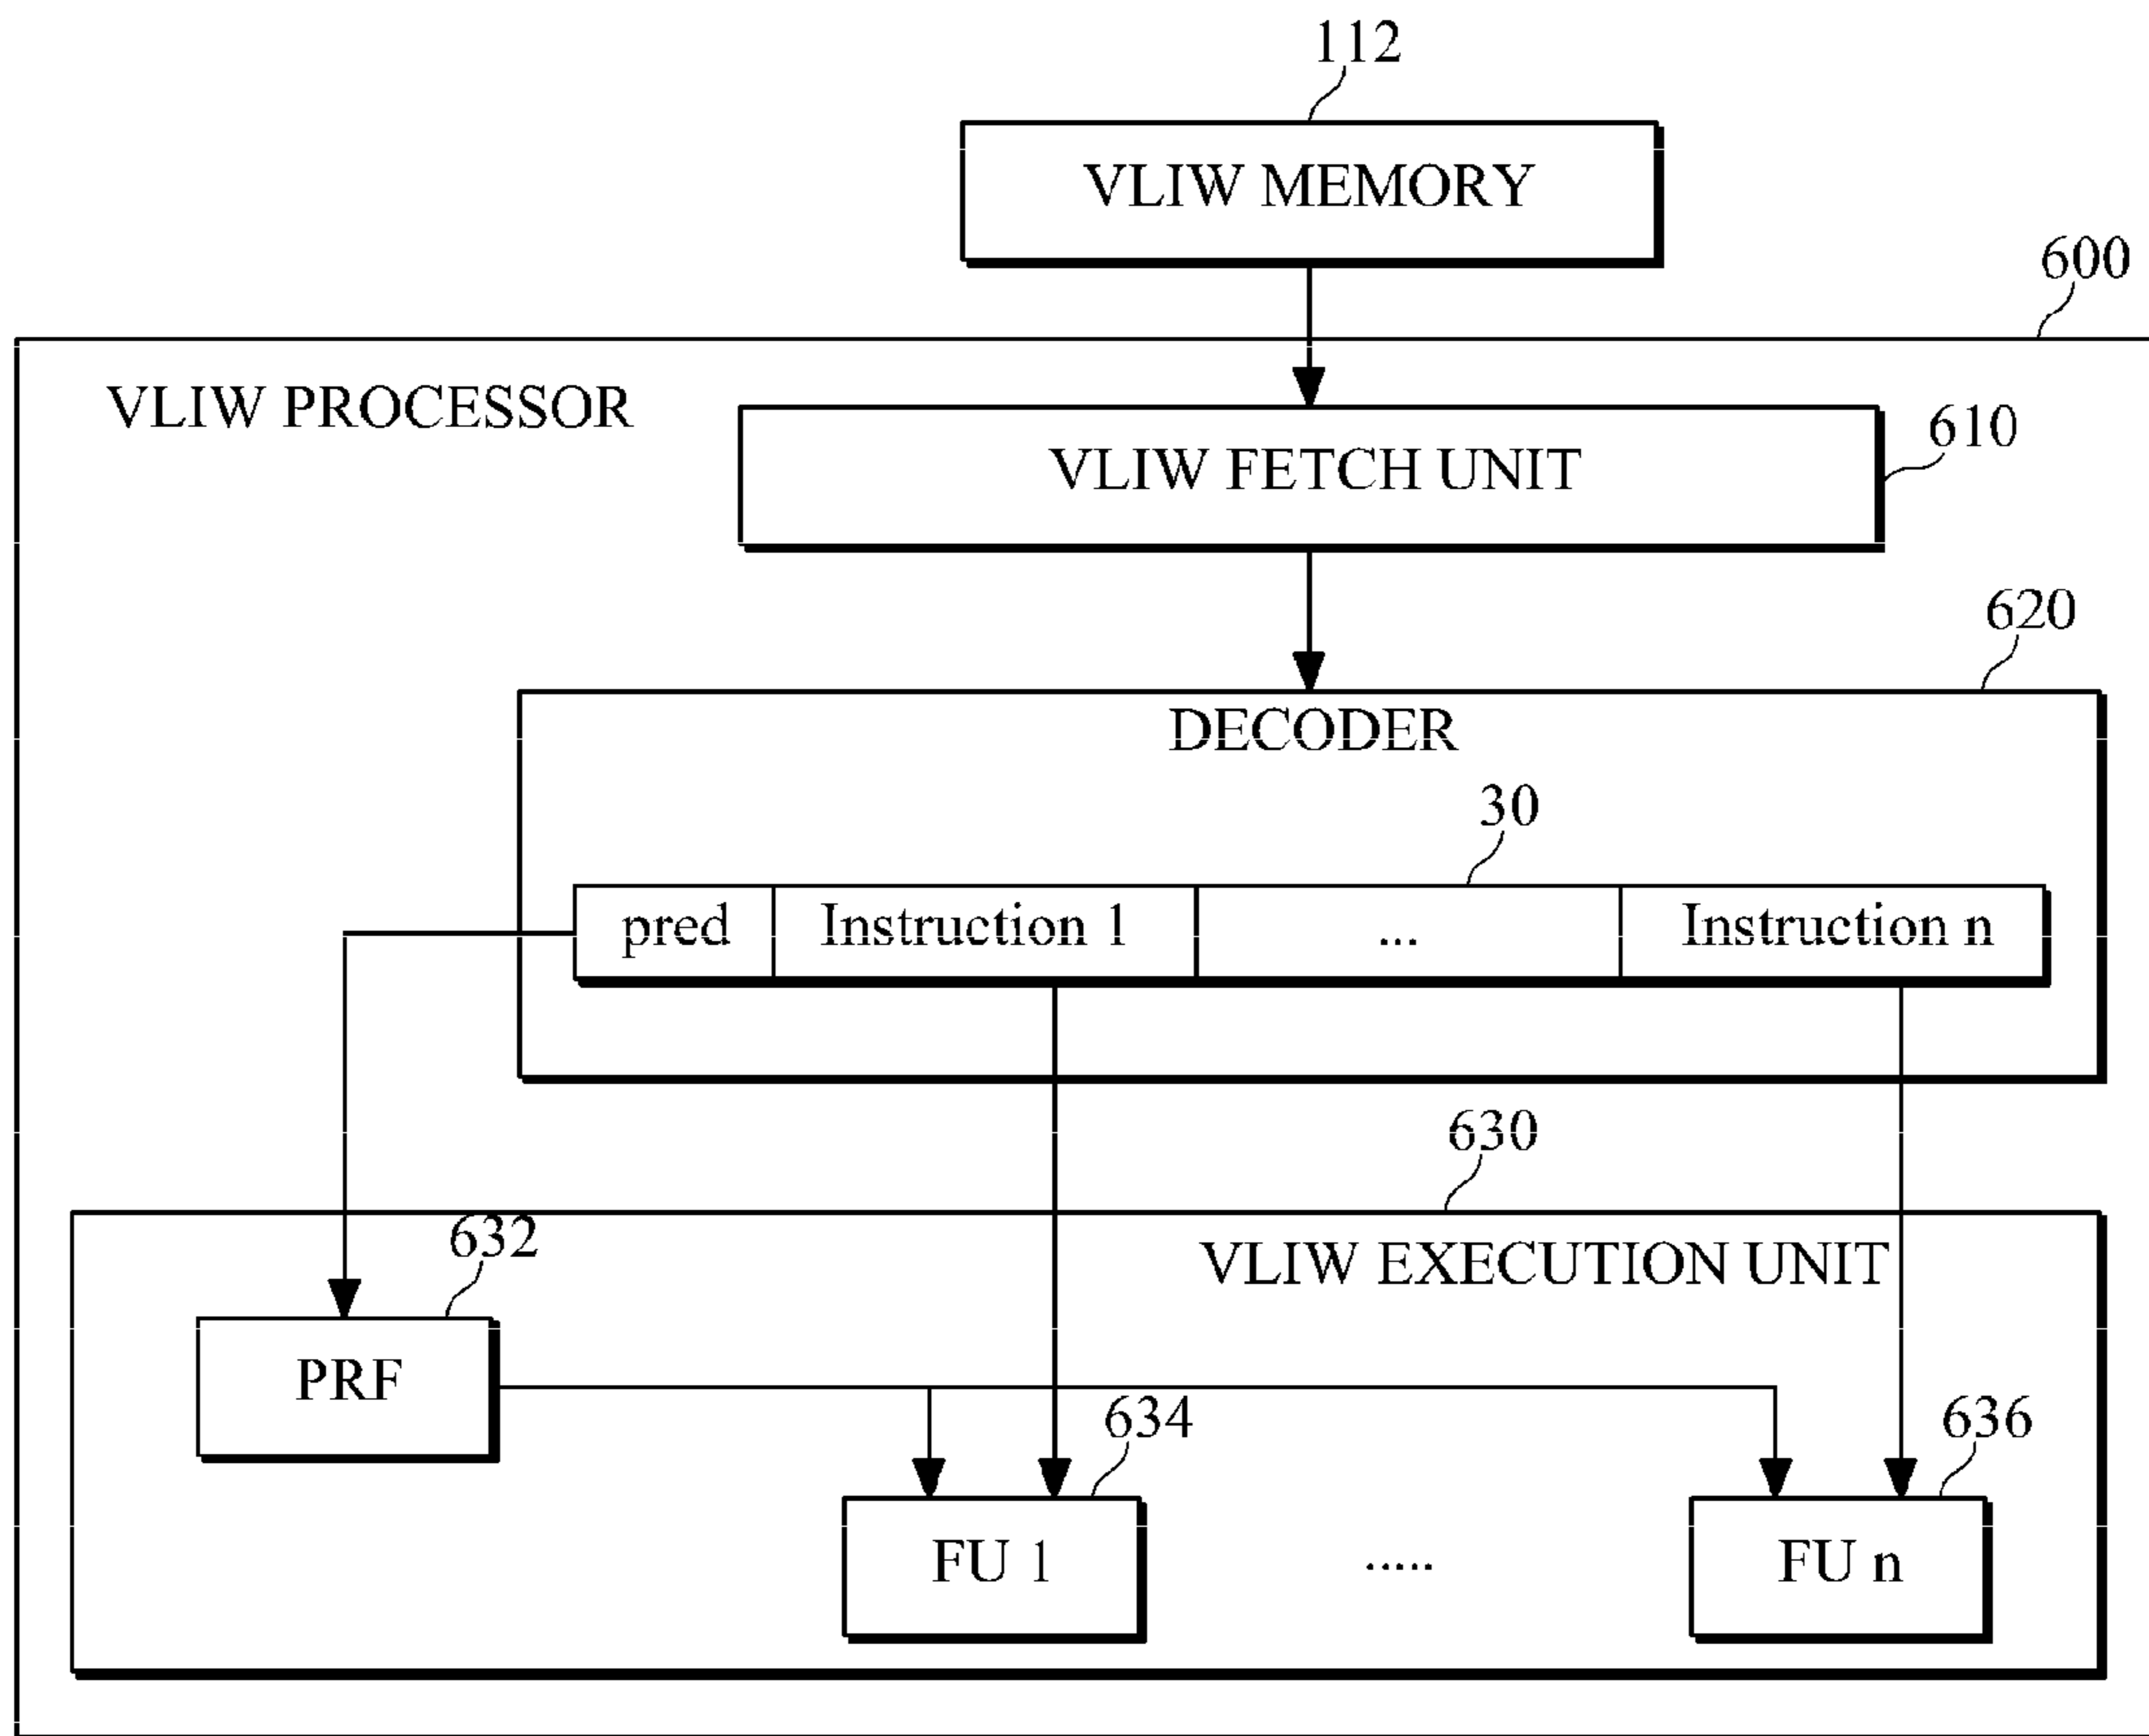 112
VLIW MEMORY
600
VLIW PROCESSOR
610
VLIW FETCH UNIT
620
DECODER
30
pred Instruction 1 ... Instruction n
630
632
VLIW EXECUTION UNIT
PRF
634
636
FU 1 ..... FU n